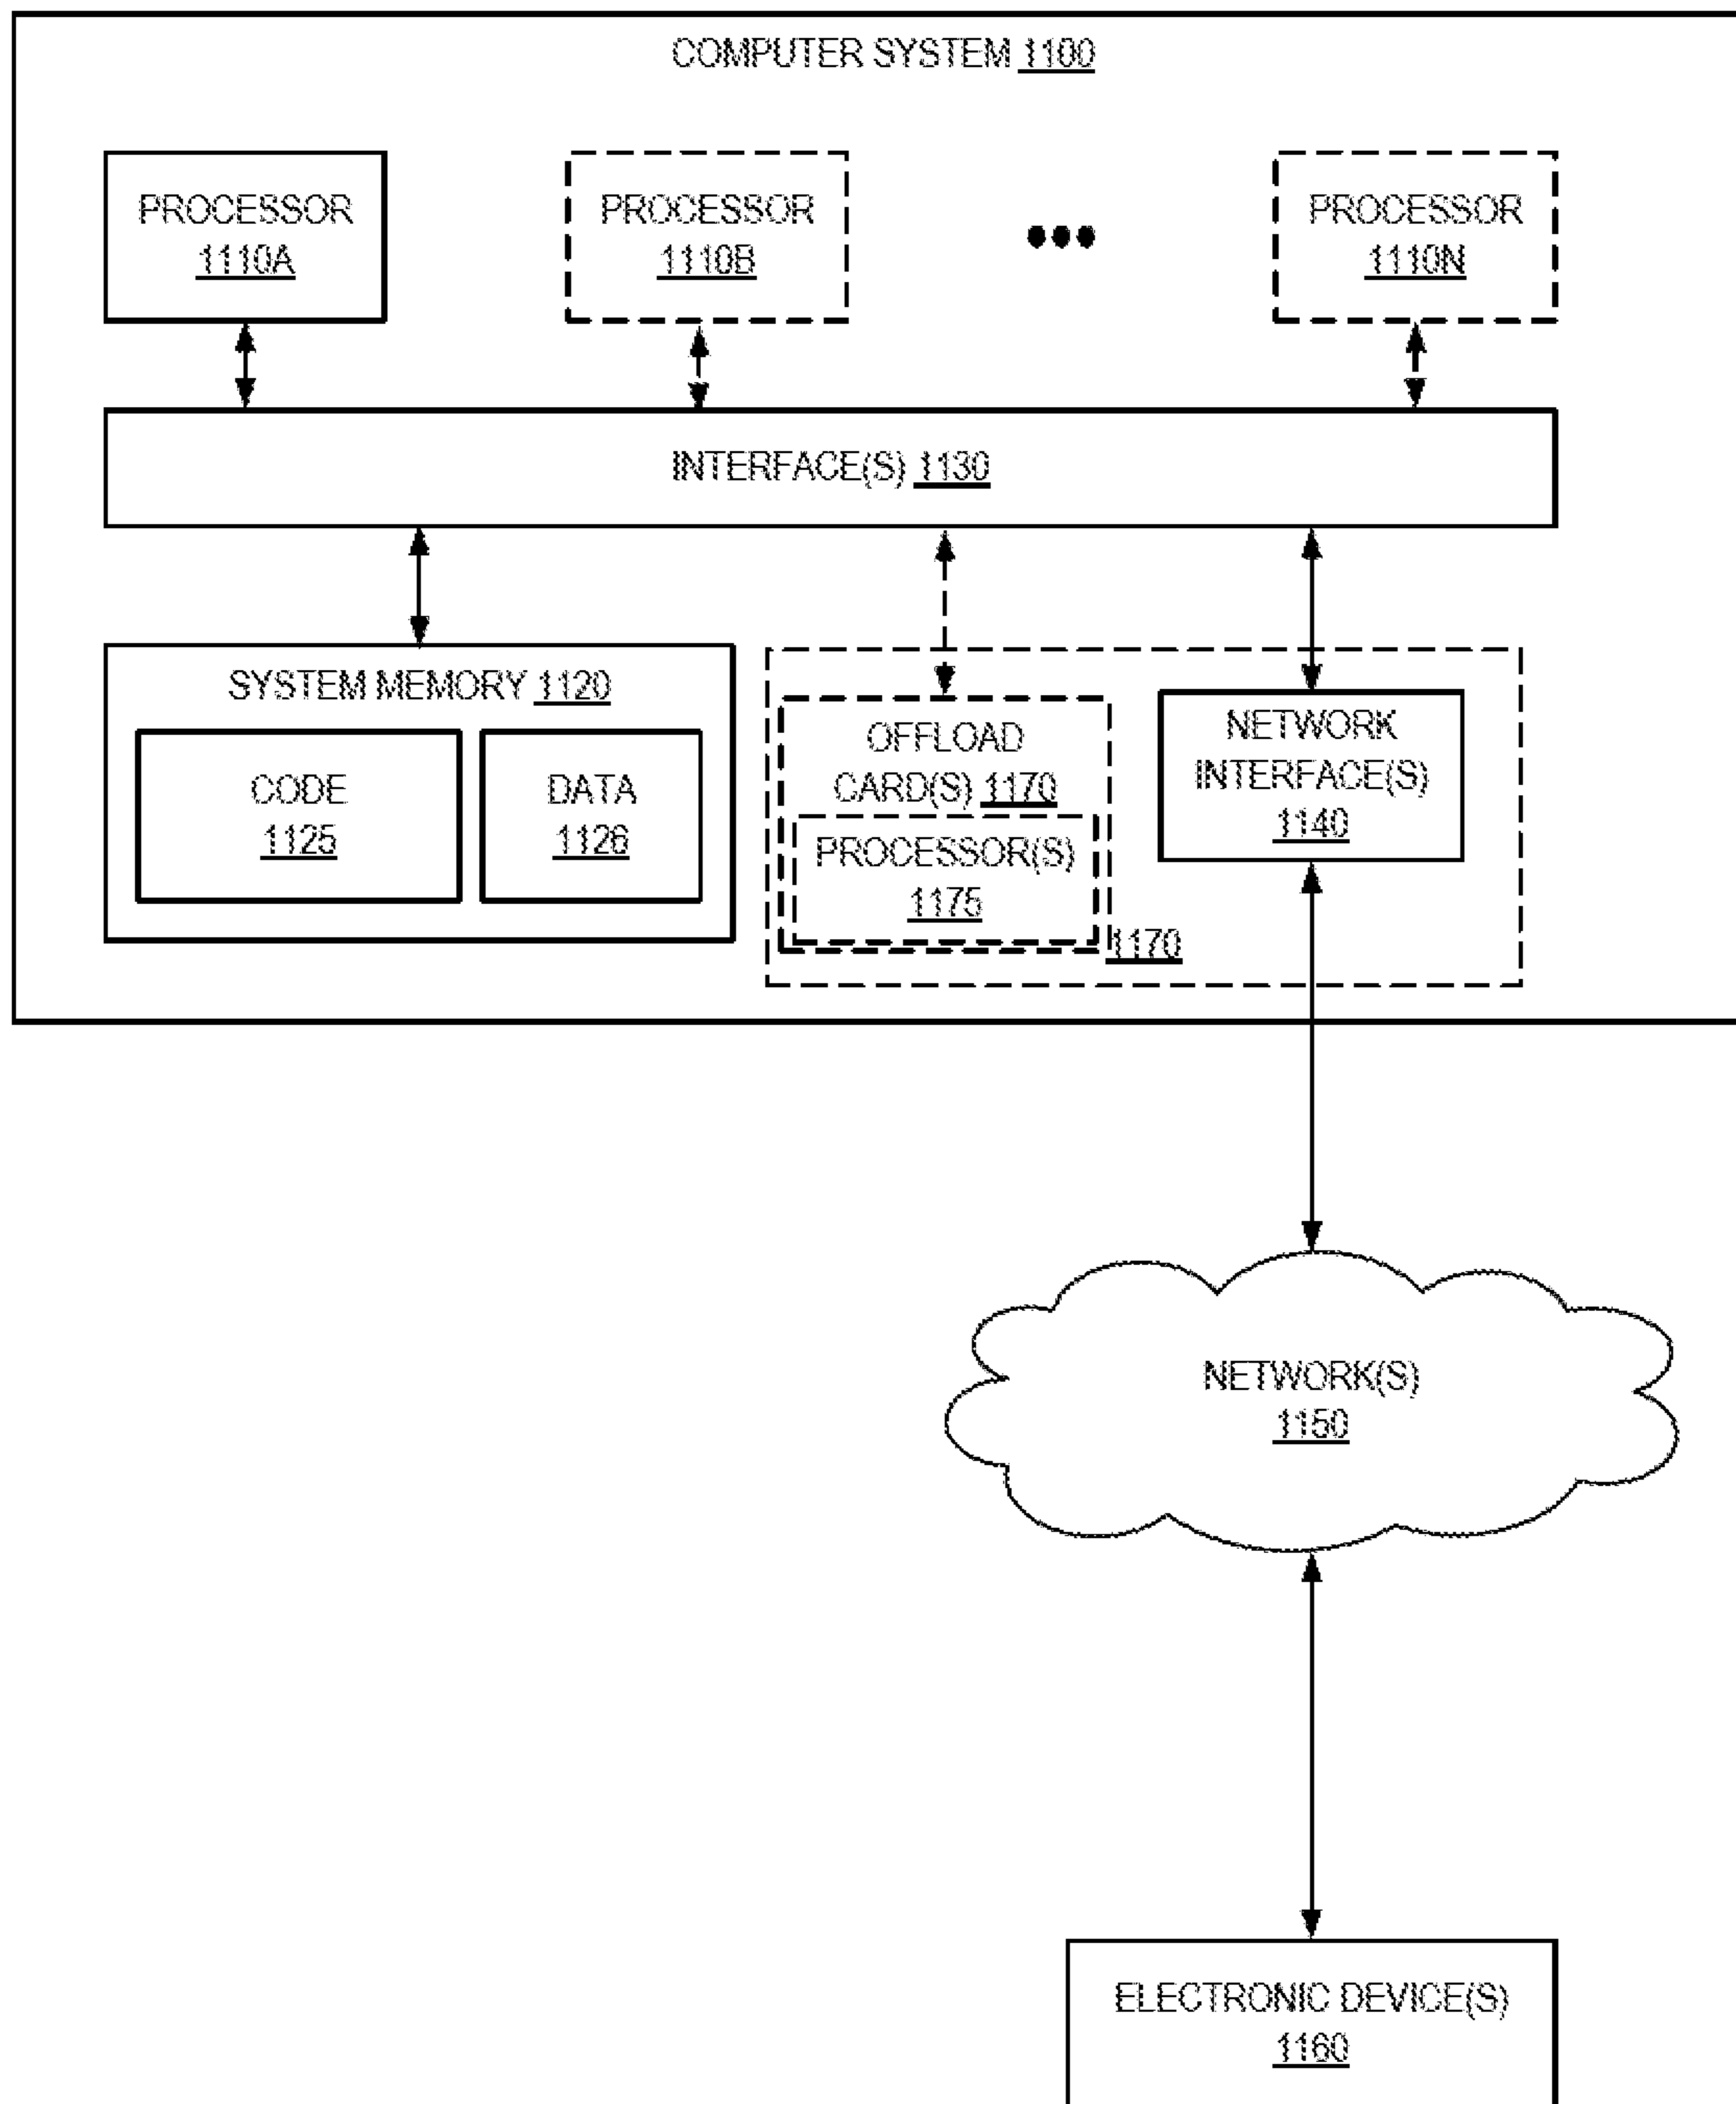 COMPUTER SYSTEM 1100
PROCESSOR
1110A
PROCESSOR
1110B
PROCESSOR
1110N
INTERFACE(S) 1130
SYSTEM MEMORY 1120
CODE
1125
DATA
1126
OFFLOAD
CARD(S) 1170
PROCESSOR(S)
1175
1170
NETWORK
INTERFACE(S)
1140
NETWORK(S)
1150
ELECTRONIC DEVICE(S)
1160